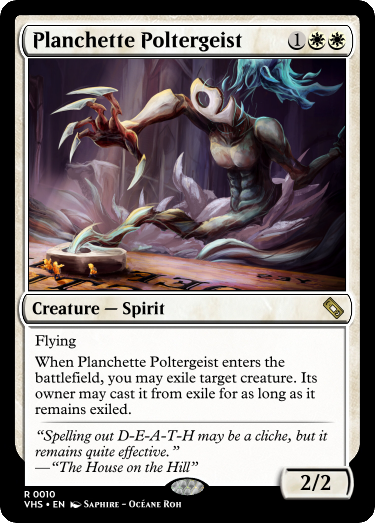 Planchette Poltergeist 1
Creature — Spirit
Flying
When Planchette Poltergeist enters the
battlefield, you may exile target creature. Its
owner may cast it from exile for as long as it
remains exiled.
“Spelling out D-E-A-T-H may be a cliche, but it
remains quite effective.”
—“The House on the Hill”
2/2
R 0010
VHS • EN Saphire – Océane Roh